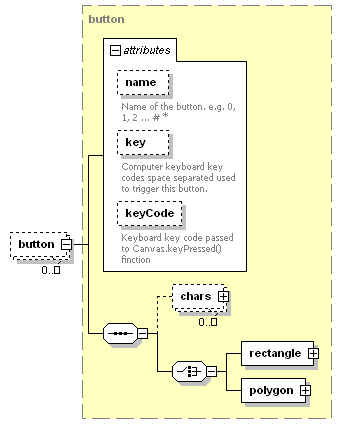 button
attributes
name
Name of the button. e.g. 0,
1, 2 ... # *
key
Computer keyboard key
codes space separated used
to trigger this button.
keyCode
Keyboard key code passed
to Canvas.keyPressed()
finction
button
0..
chars
0..
rectangle
polygon